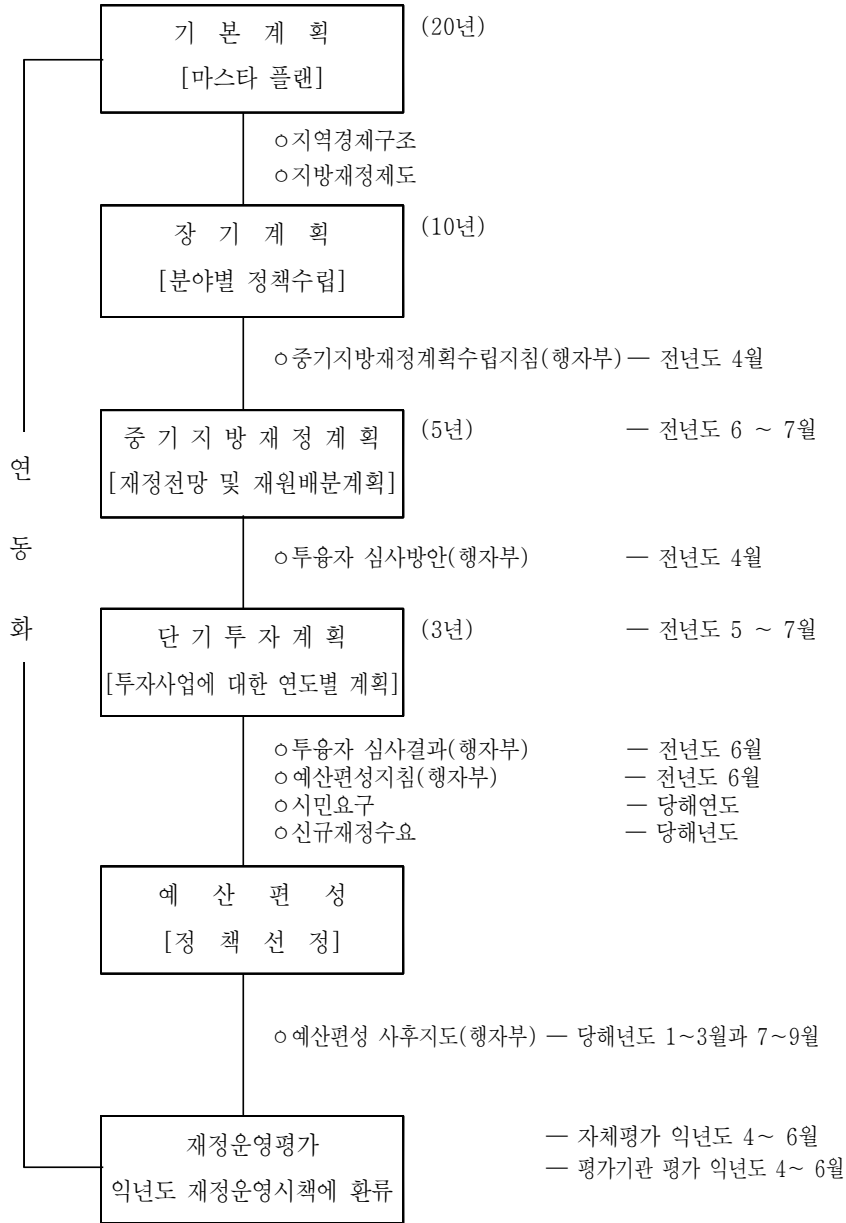 기 본 계 획 (20년)
[마스타 플랜]
ㅇ지역경제구조
ㅇ지방재정제도
장 기 계 획 (10년)
[분야별 정책수립]
ㅇ중기지방재정계획수립지침(행자부) ― 전년도 4월
중 기 지 방 재 정 계 획 (5년) ― 전년도 6 ~ 7월
[재정전망 및 재원배분계획]
연
동
화
ㅇ투융자 심사방안(행자부) ― 전년도 4월
단 기 투 자 계 획 (3년) ― 전년도 5 ~ 7월
[투자사업에 대한 연도별 계획]
ㅇ투융자 심사결과(행자부) ― 전년도 6월
ㅇ예산편성지침(행자부) ― 전년도 6월
ㅇ시민요구 ― 당해연도
ㅇ신규재정수요 ― 당해년도
예 산 편 성
[정 책 선 정]
ㅇ예산편성 사후지도(행자부) ― 당해년도 1~3월과 7~9월
재정운영평가 ― 자체평가 익년도 4~ 6월
― 평가기관 평가 익년도 4~ 6월
익년도 재정운영시책에 환류